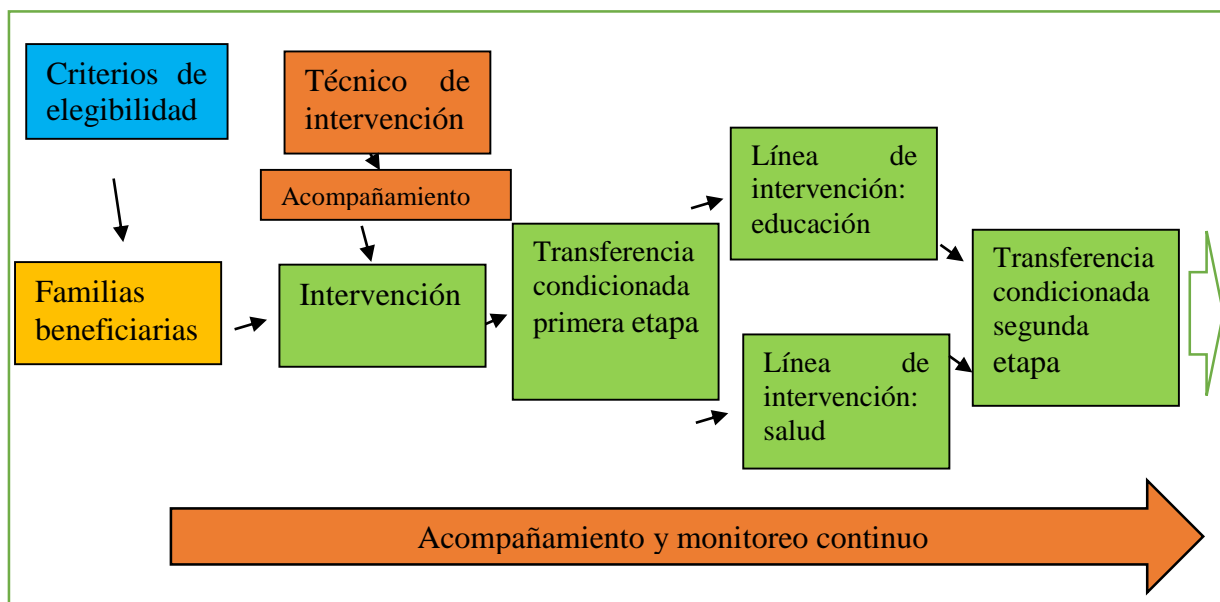 Criterios de
elegibilidad
Técnico de
intervención
Acompañamiento
Familias
beneficiarias
Intervención
Transferencia
condicionada
primera etapa
Línea de
intervención:
educación
Línea de
intervención:
salud
Transferencia
condicionada
segunda
etapa
Acompañamiento y monitoreo continuo